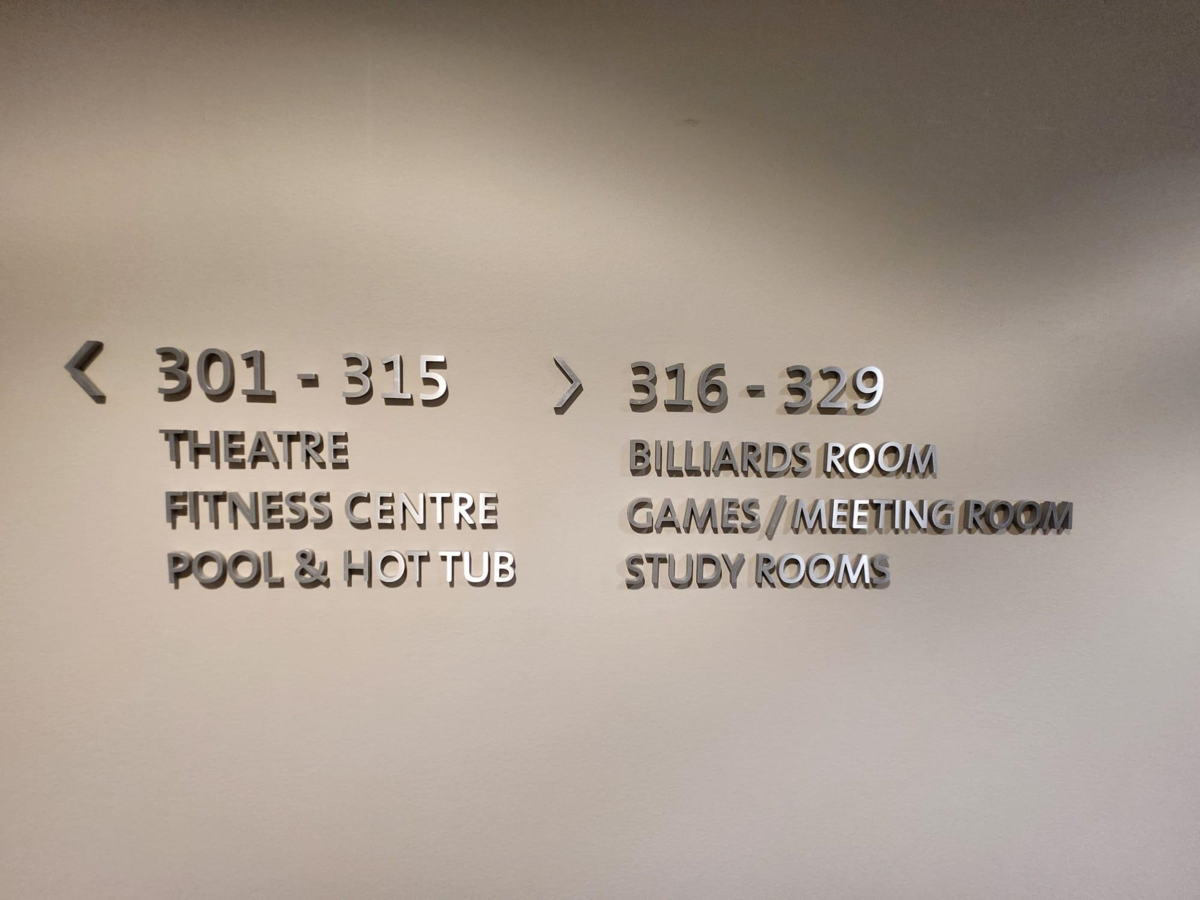 < 301 - 315
THEATRE
FITNESS CENTRE
POOL & HOT TUB
> 316 - 329
BILLIARDS ROOM
GAMES / MEETING ROOM
STUDY ROOMS